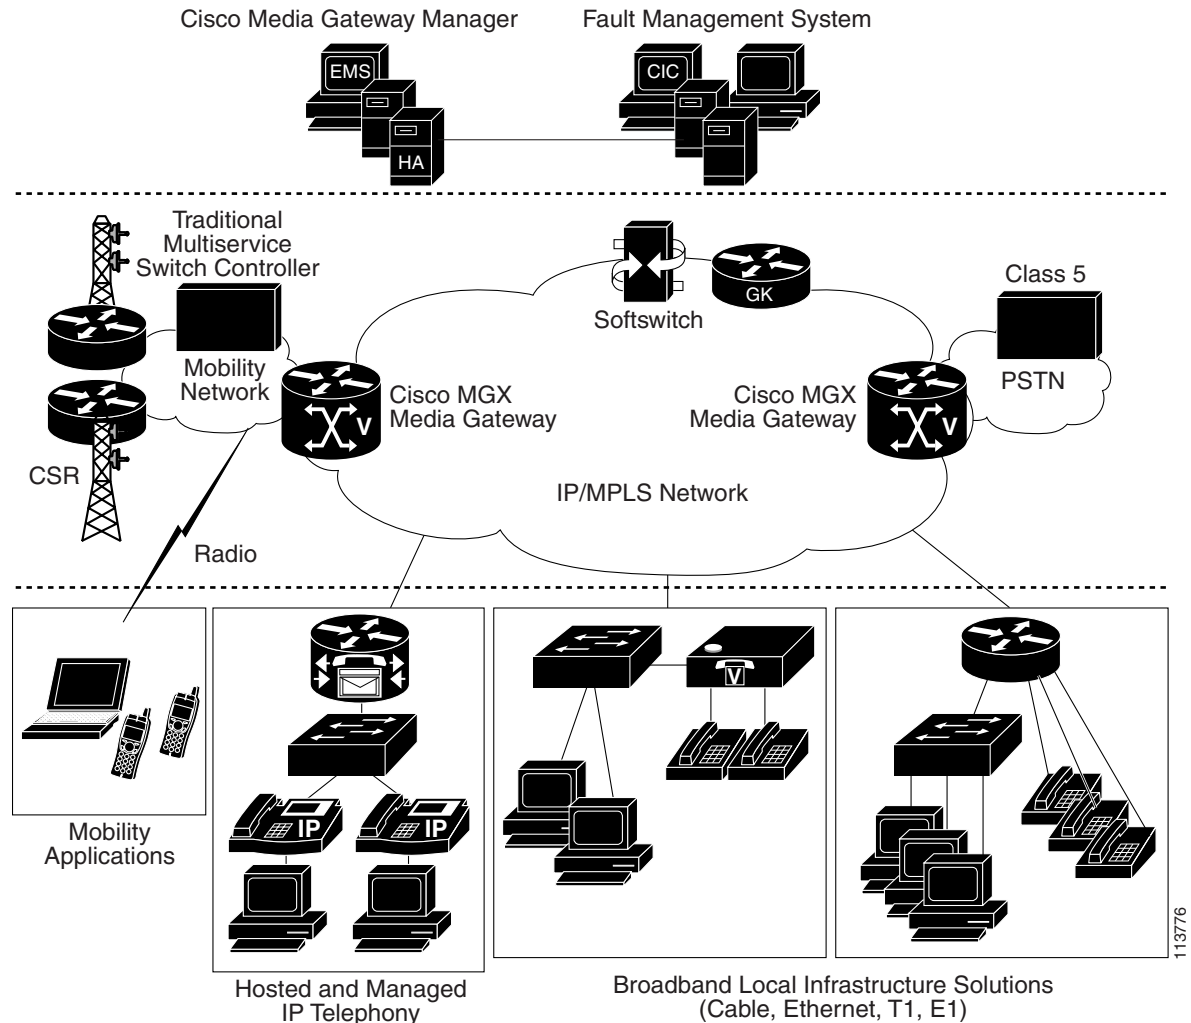 Cisco Media Gateway Manager
Fault Management System
EMS
HA
CIC
Traditional
Multiservice
Switch Controller
Mobility
Network
CSR
Radio
Cisco MGX
Media Gateway
V
Softswitch
GK
IP/MPLS Network
Cisco MGX
Media Gateway
V
Class 5
PSTN
Mobility
Applications
IP
IP
Hosted and Managed
IP Telephony
V
Broadband Local Infrastructure Solutions
(Cable, Ethernet, T1, E1)
113776